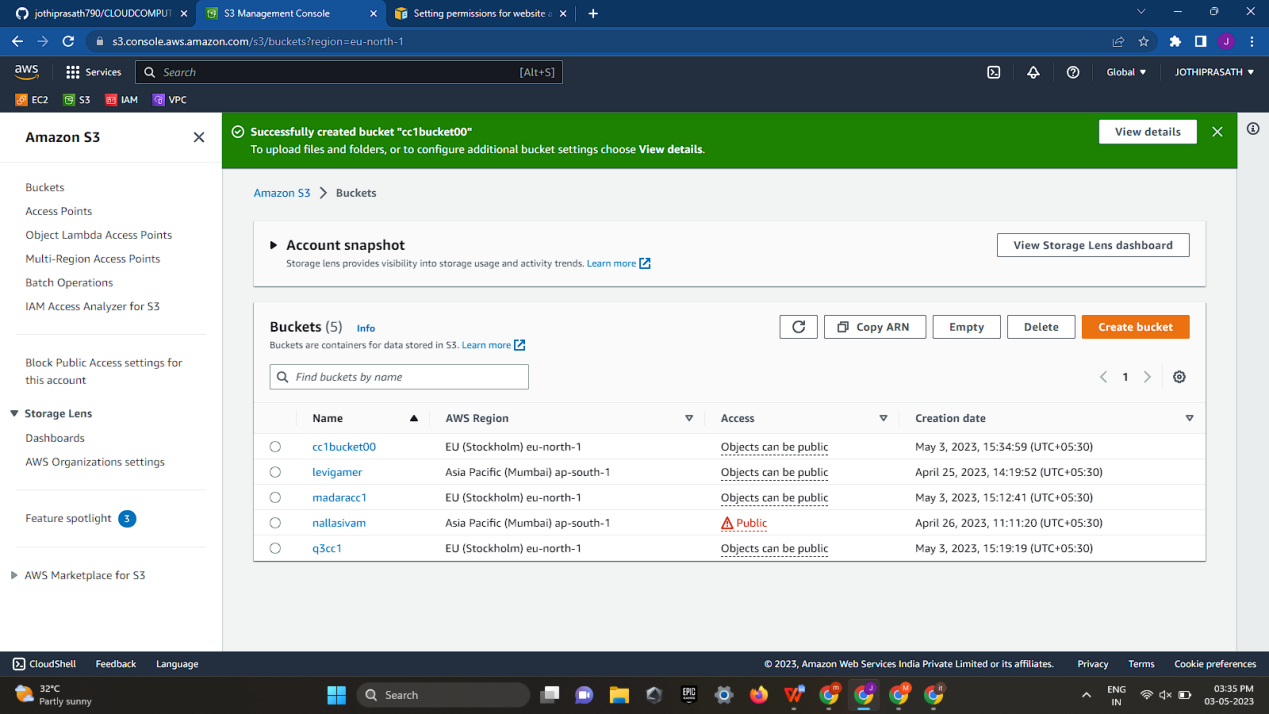 jothiprasath790/CLOUDCOMPUT
S3 Management Console
Setting permissions for website a
s3.console.aws.amazon.com/s3/buckets?region=eu-north-1
J
aws
Services
Search
[Alt+S]
Global
JOTHIPRASATH
EC2
S3
IAM
VPC
Amazon S3
Buckets
Access Points
Object Lambda Access Points
Multi-Region Access Points
Batch Operations
IAM Access Analyzer for S3
Block Public Access settings for
this account
Storage Lens
Dashboards
AWS Organizations settings
Feature spotlight 3
AWS Marketplace for S3
Successfully created bucket "cc1bucket00"
To upload files and folders, or to configure additional bucket settings choose View details.
View details
Amazon S3 > Buckets
Account snapshot
Storage lens provides visibility into storage usage and activity trends. Learn more
View Storage Lens dashboard
Buckets (5) Info
Buckets are containers for data stored in S3. Learn more
Copy ARN
Empty
Delete
Create bucket
Find buckets by name
1
Name AWS Region Access Creation date
cc1bucket00 EU (Stockholm) eu-north-1 Objects can be public May 3, 2023, 15:34:59 (UTC+05:30)
levigamer Asia Pacific (Mumbai) ap-south-1 Objects can be public April 25, 2023, 14:19:52 (UTC+05:30)
madaracc1 EU (Stockholm) eu-north-1 Objects can be public May 3, 2023, 15:12:41 (UTC+05:30)
nallasivam Asia Pacific (Mumbai) ap-south-1 Public April 26, 2023, 11:11:20 (UTC+05:30)
q3cc1 EU (Stockholm) eu-north-1 Objects can be public May 3, 2023, 15:19:19 (UTC+05:30)
CloudShell Feedback Language
© 2023, Amazon Web Services India Private Limited or its affiliates. Privacy Terms Cookie preferences
32°C
Partly sunny
Search
EPIC
ENG
IN
03:35 PM
03-05-2023